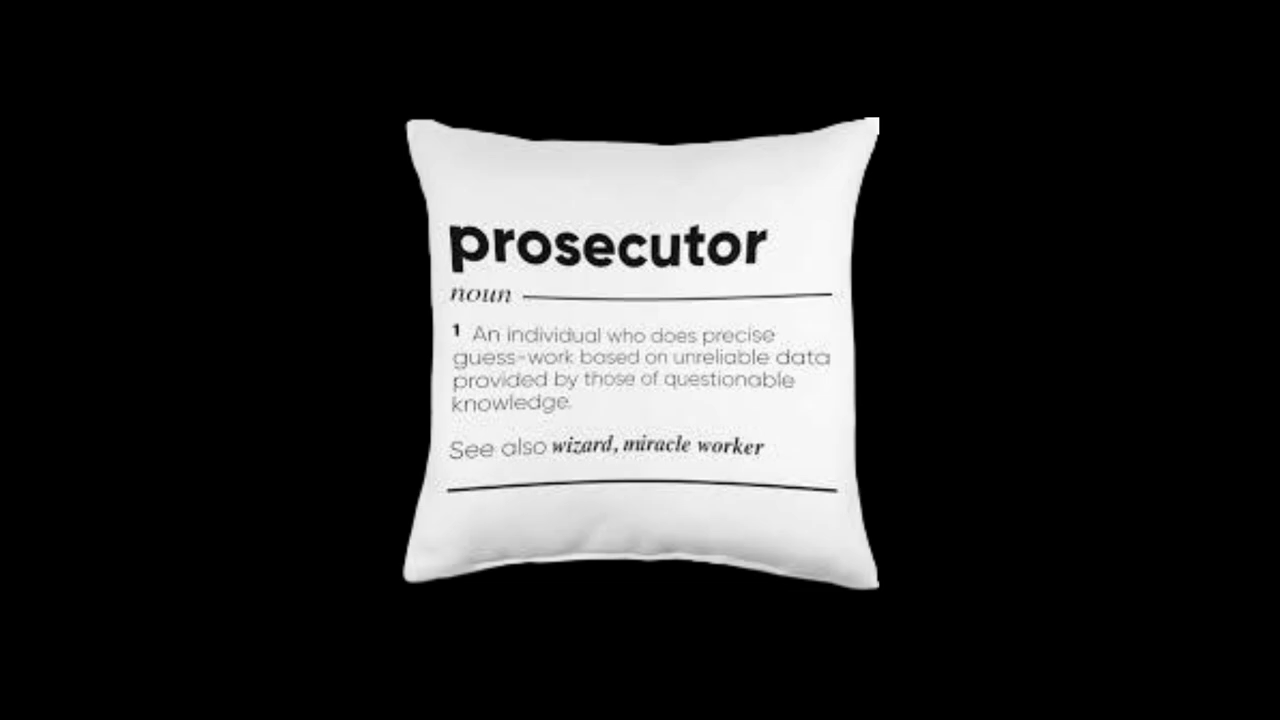 prosecutor
noun
1 An individual who does precise
guess-work based on unreliable data
provided by those of questionable
knowledge.
See also wizard, miracle worker